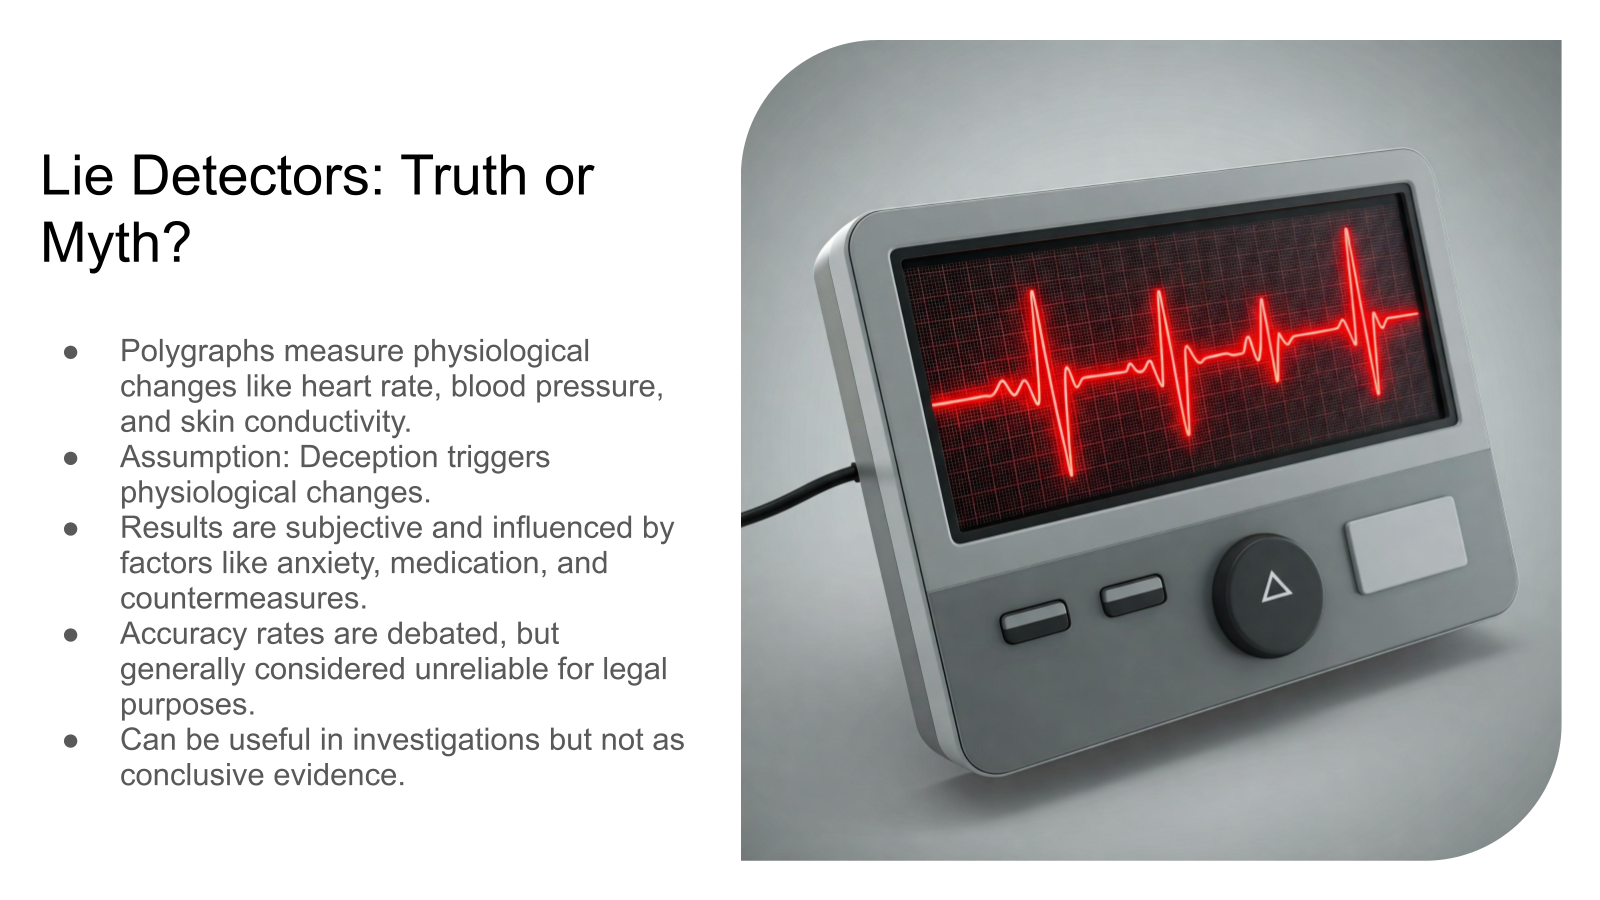 Lie Detectors: Truth or
Myth?
● Polygraphs measure physiological
changes like heart rate, blood pressure,
and skin conductivity.
● Assumption: Deception triggers
physiological changes.
● Results are subjective and influenced by
factors like anxiety, medication, and
countermeasures.
● Accuracy rates are debated, but
generally considered unreliable for legal
purposes.
● Can be useful in investigations but not as
conclusive evidence.